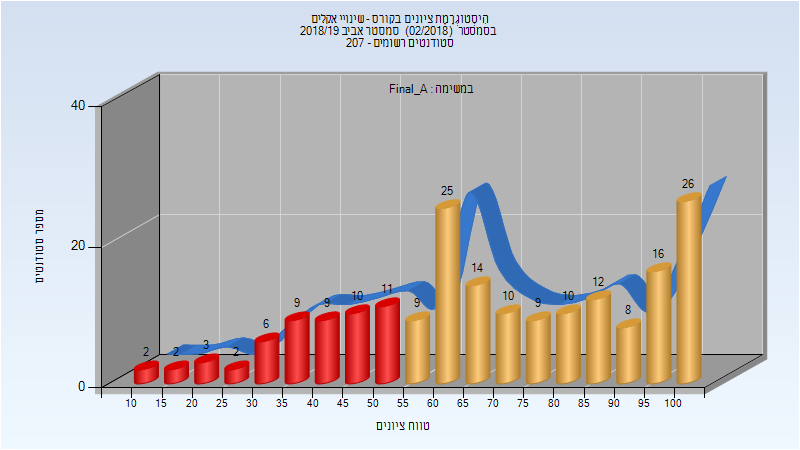 היסטוגרמת ציונים בקורס - שינויי אקלים
בסמסטר (02/2018) סמסטר אביב 2018/19
סטודנטים רשומים - 207
במשימה : Final_A
מספר סטודנטים
40
20
0
2 2 3 2 6 9 9 10 11 9 25 14 10 9 10 12 8 16 26
10 15 20 25 30 35 40 45 50 55 60 65 70 75 80 85 90 95 100
טווח ציונים